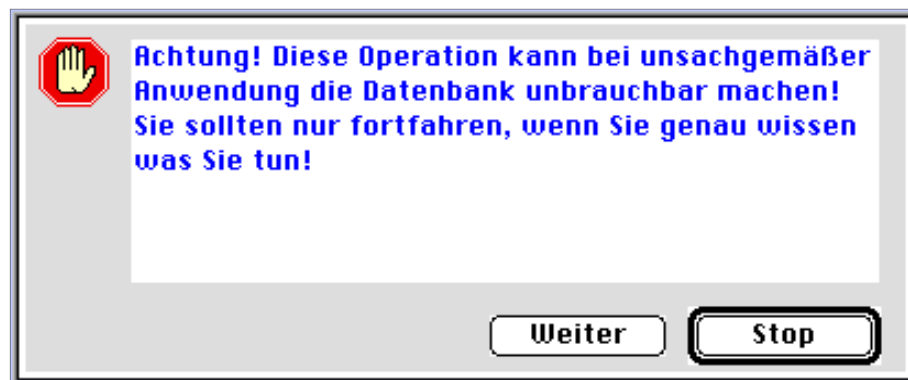 Achtung! Diese Operation kann bei unsachgemäßer
Anwendung die Datenbank unbrauchbar machen!
Sie sollten nur fortfahren, wenn Sie genau wissen
was Sie tun!
Weiter Stop